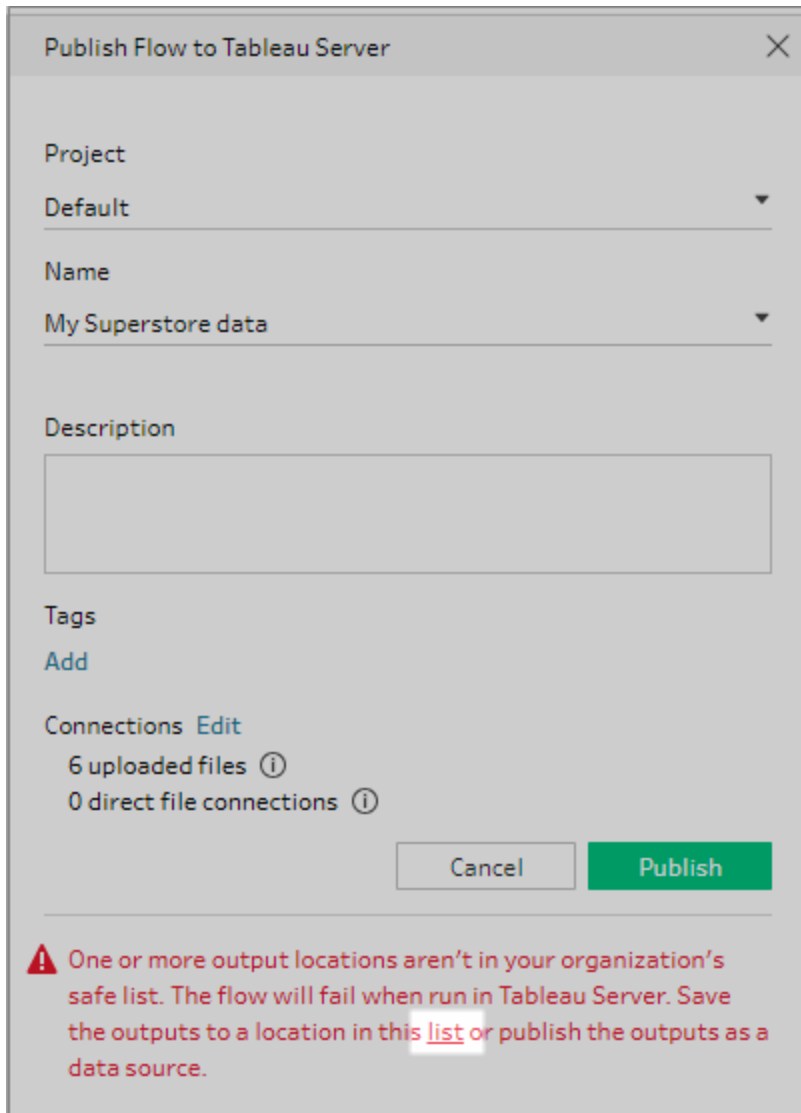 Publish Flow to Tableau Server
Project
Default
Name
My Superstore data
Description
Tags
Add
Connections Edit
6 uploaded files
0 direct file connections
Cancel Publish
One or more output locations aren't in your organization's
safe list. The flow will fail when run in Tableau Server. Save
the outputs to a location in this list or publish the outputs as a
data source.